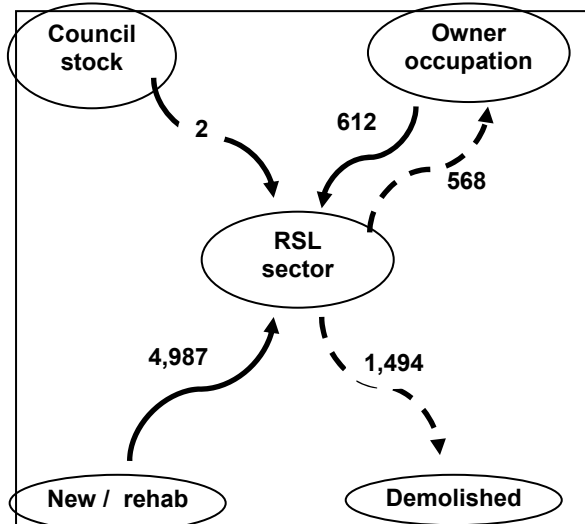 Council
stock
Owner
occupation
2
612
568
RSL
sector
4,987
1,494
New / rehab
Demolished